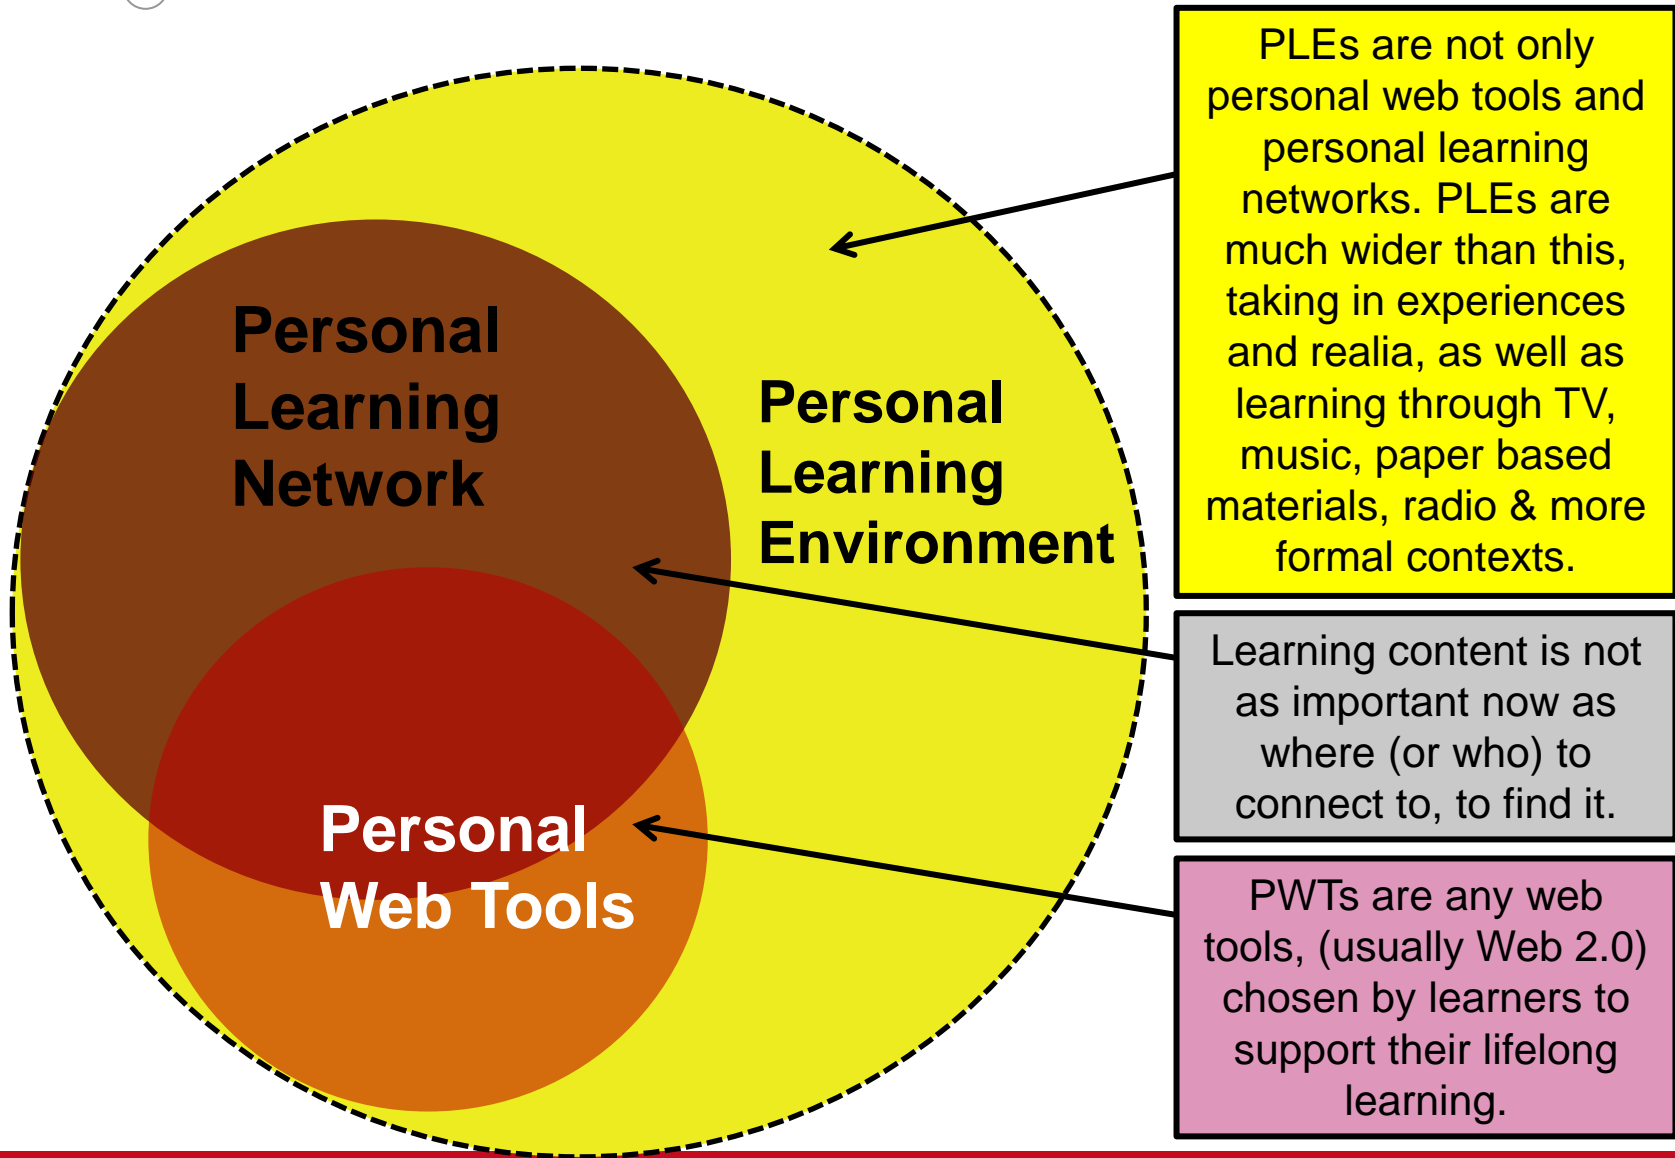 Personal
Learning
Network
Personal
Learning
Environment
Personal
Web Tools
PLEs are not only
personal web tools and
personal learning
networks. PLEs are
much wider than this,
taking in experiences
and realia, as well as
learning through TV,
music, paper based
materials, radio & more
formal contexts.
Learning content is not
as important now as
where (or who) to
connect to, to find it.
PWTs are any web
tools, (usually Web 2.0)
chosen by learners to
support their lifelong
learning.